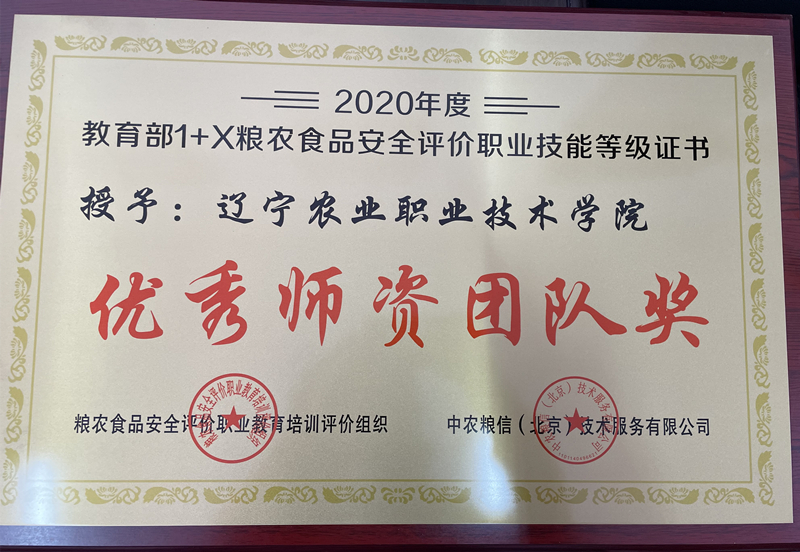 2020年度
教育部1+X粮农食品安全评价职业技能等级证书
授予：辽宁农业职业技术学院
优秀师资团队奖
粮农食品安全评价职业教育培训评价组织
中农粮信（北京）技术服务有限公司